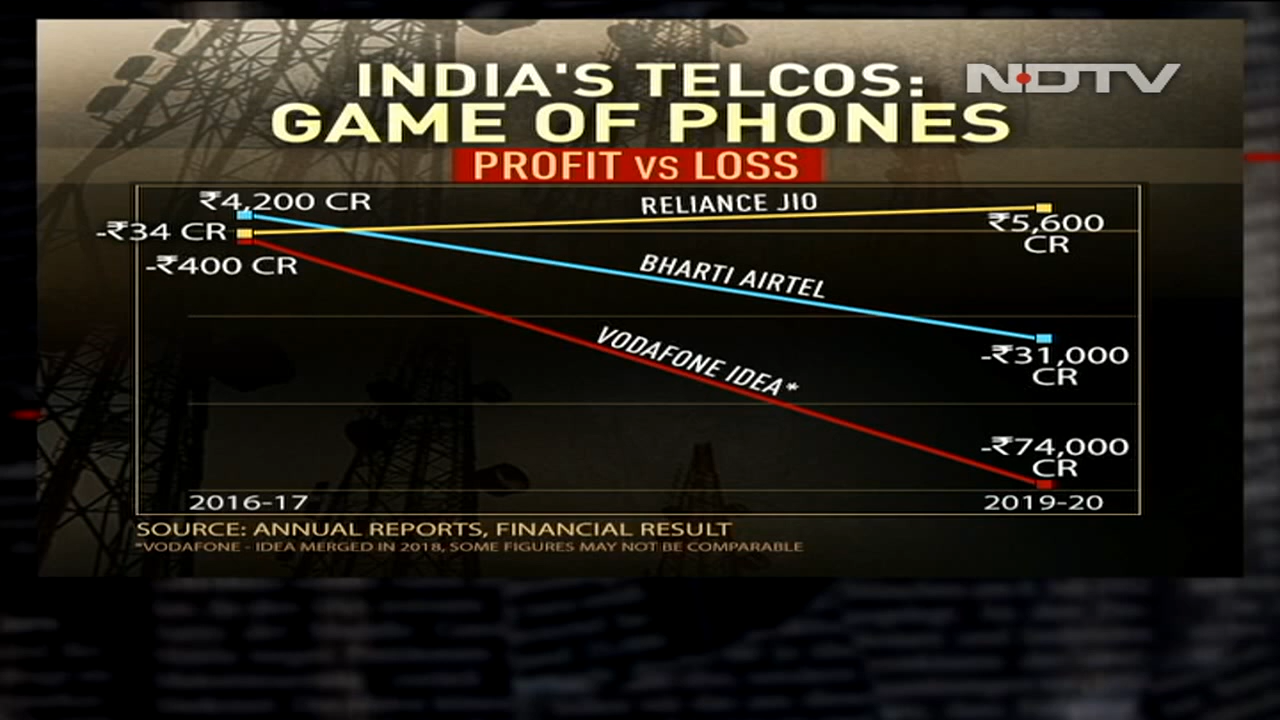 INDIA'S TELCOS:
NDTV
GAME OF PHONES
PROFIT vs LOSS
₹4,200 CR
RELIANCE JIO
-₹34 CR
₹5,600
CR
-₹400 CR
BHARTI AIRTEL
VODAFONE IDEA*
-₹31,000
CR
-₹74,000
CR
2016-17
2019-20
SOURCE: ANNUAL REPORTS, FINANCIAL RESULT
*VODAFONE - IDEA MERGED IN 2018, SOME FIGURES MAY NOT BE COMPARABLE